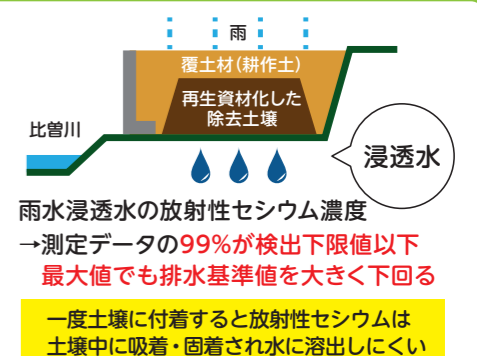 雨
覆土材(耕作土)
再生資材化した
除去土壌
比曽川
浸透水
雨水浸透水の放射性セシウム濃度
→測定データの99%が検出下限値以下
最大値でも排水基準値を大きく下回る
一度土壌に付着すると放射性セシウムは
土壌中に吸着・固着され水に溶出しにくい